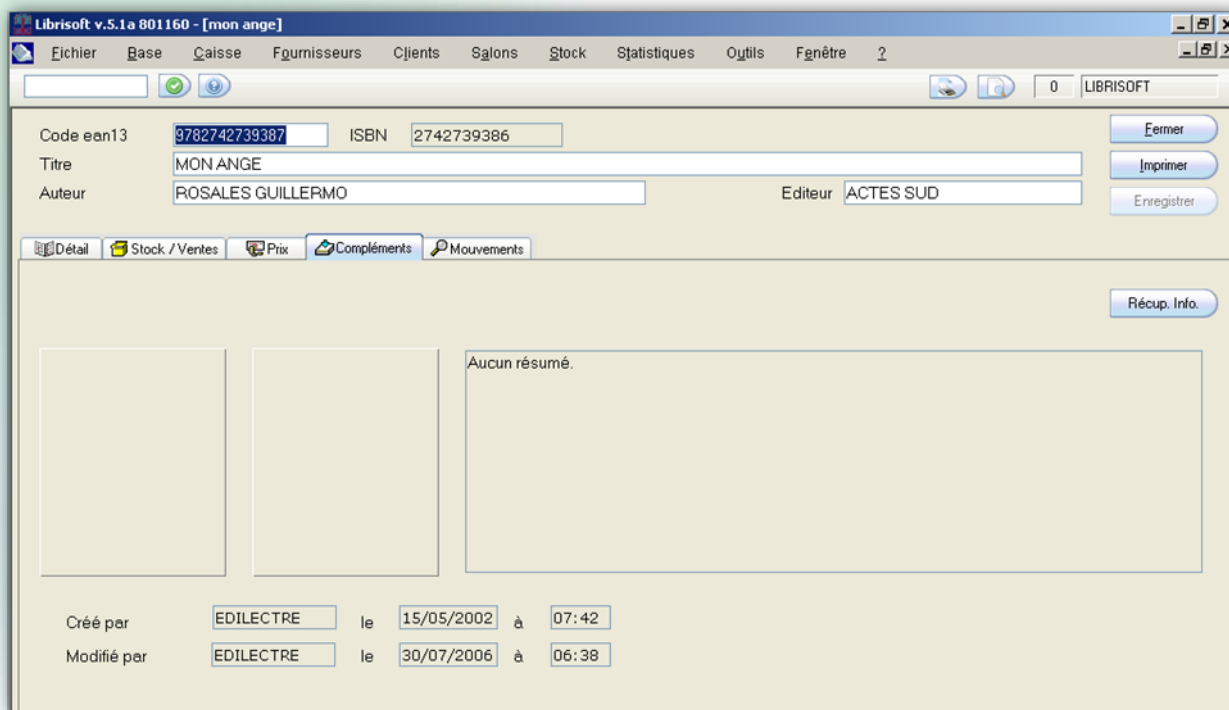 Librisoft v.5.1a 801160 - [mon ange]
Fichier Base Caisse Fournisseurs Clients Salons Stock Statistiques Outils Fenêtre ?
0 LIBRISOFT
Code ean13 9782742739387 ISBN 2742739386 Fermer
Titre MON ANGE Imprimer
Auteur ROSALES GUILLERMO Editeur ACTES SUD Enregistrer
Détail Stock / Ventes Prix Compléments Mouvements
Récup. Info.
Aucun résumé.
Créé par EDILECTRE le 15/05/2002 à 07:42
Modifié par EDILECTRE le 30/07/2006 à 06:38